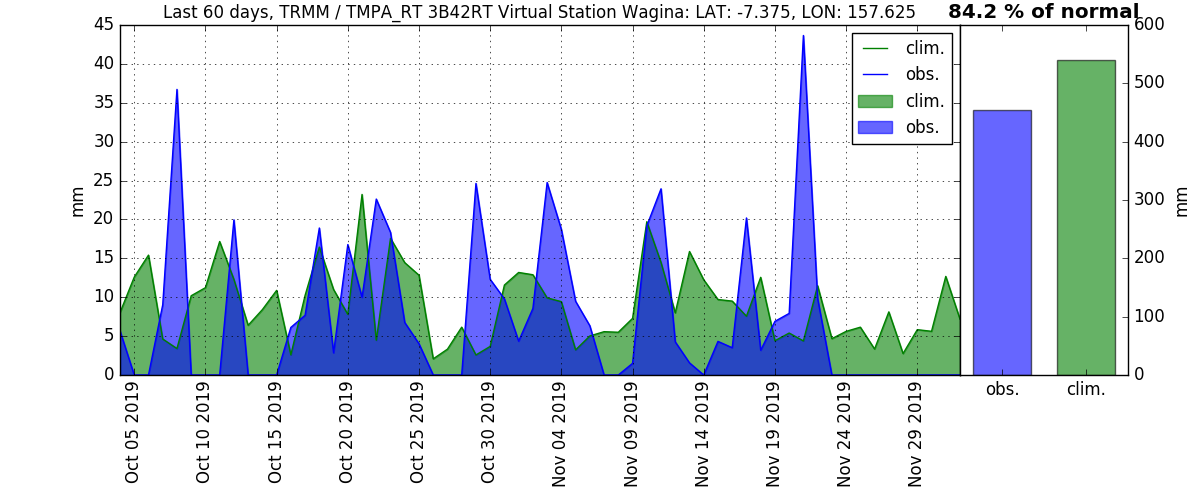 Last 60 days, TRMM / TMPA_RT 3B42RT Virtual Station Wagina: LAT: -7.375, LON: 157.625
84.2 % of normal
45
40
35
30
25
20
15
10
5
0
mm
clim.
obs.
clim.
obs.
Oct 05 2019
Oct 10 2019
Oct 15 2019
Oct 20 2019
Oct 25 2019
Oct 30 2019
Nov 04 2019
Nov 09 2019
Nov 14 2019
Nov 19 2019
Nov 24 2019
Nov 29 2019
600
500
400
300
200
100
0
mm
obs.
clim.